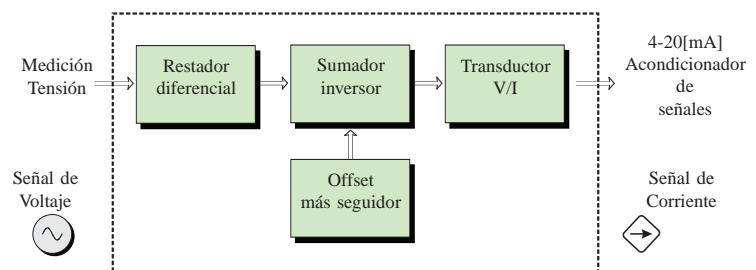 Medición
Tensión
Restador
diferencial
Sumador
inversor
Transductor
V/I
4-20[mA]
Acondicionador
de
señales
Offset
más seguidor
Señal de
Voltaje
Señal de
Corriente